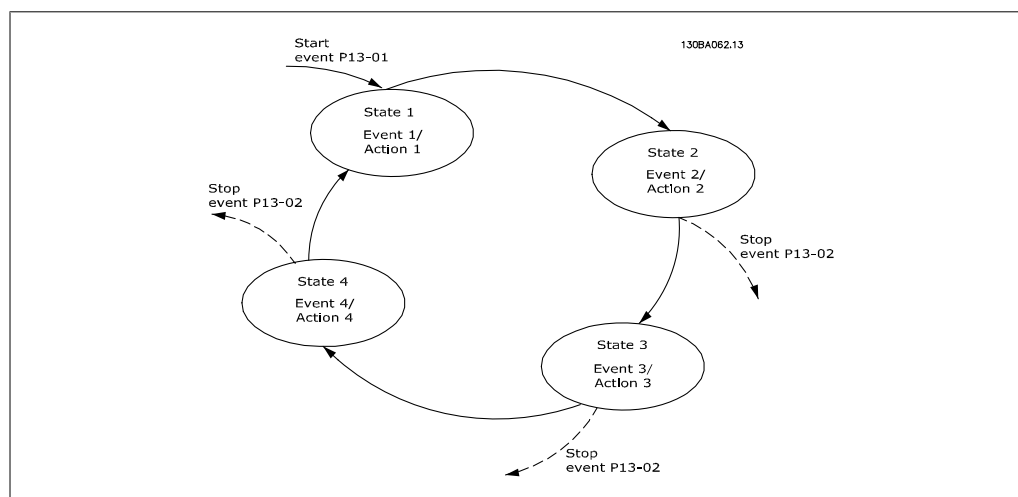 Start
event P13-01
130BA062.13
State 1
Event 1/
Action 1
State 2
Event 2/
Action 2
Stop
event P13-02
Stop
event P13-02
State 4
Event 4/
Action 4
State 3
Event 3/
Action 3
Stop
event P13-02